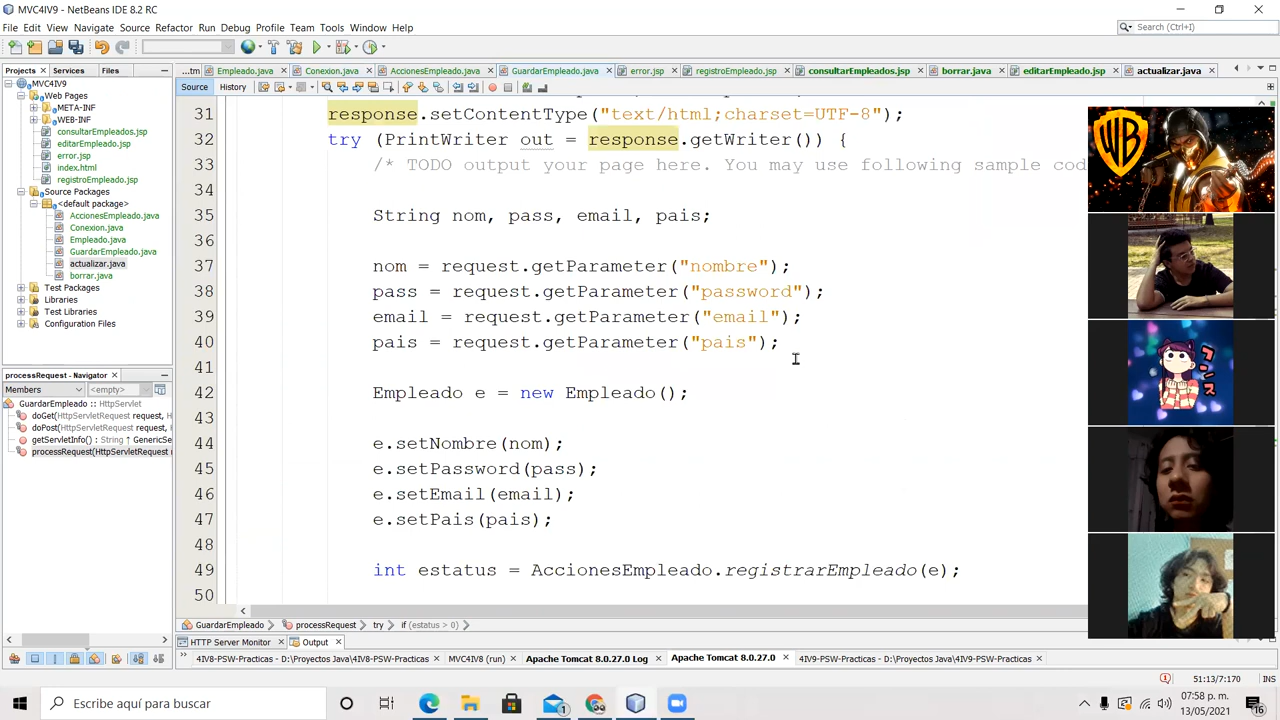 MVC4IV9 - NetBeans IDE 8.2 RC
File Edit View Navigate Source Refactor Run Debug Profile Team Tools Window Help
Search (Ctrl+I)
Projects Services Files
...tm Empleado.java Conexion.java AccionesEmpleado.java GuardarEmpleado.java error.jsp registroEmpleado.jsp consultarEmpleados.jsp borrar.java editarEmpleado.jsp actualizar.java
Source History
MVC4IV9
Web Pages
META-INF
WEB-INF
consultarEmpleados.jsp
editarEmpleado.jsp
error.jsp
index.html
registroEmpleado.jsp
Source Packages
<default package>
AccionesEmpleado.java
Conexion.java
Empleado.java
GuardarEmpleado.java
actualizar.java
borrar.java
Test Packages
Libraries
Test Libraries
Configuration Files
processRequest - Navigator
Members <empty>
GuardarEmpleado :: HttpServlet
doGet(HttpServletRequest request,
doPost(HttpServletRequest request,
getServletInfo() : String ↑ GenericSe
processRequest(HttpServletRequest
31 response.setContentType("text/html;charset=UTF-8");
32 try (PrintWriter out = response.getWriter()) {
33 /* TODO output your page here. You may use following sample cod
34
35 String nom, pass, email, pais;
36
37 nom = request.getParameter("nombre");
38 pass = request.getParameter("password");
39 email = request.getParameter("email");
40 pais = request.getParameter("pais");
41
42 Empleado e = new Empleado();
43
44 e.setNombre(nom);
45 e.setPassword(pass);
46 e.setEmail(email);
47 e.setPais(pais);
48
49 int estatus = AccionesEmpleado.registrarEmpleado(e);
50
WB
コンス
GuardarEmpleado processRequest try if (estatus > 0)
HTTP Server Monitor Output
4IV8-PSW-Practicas - D:\Proyectos Java\4IV8-PSW-Practicas MVC4IV8 (run) Apache Tomcat 8.0.27.0 Log Apache Tomcat 8.0.27.0 4IV9-PSW-Practicas - D:\Proyectos Java\4IV9-PSW-Practicas
51:13/7:170 INS
Escribe aquí para buscar
1
07:58 p. m.
13/05/2021
16